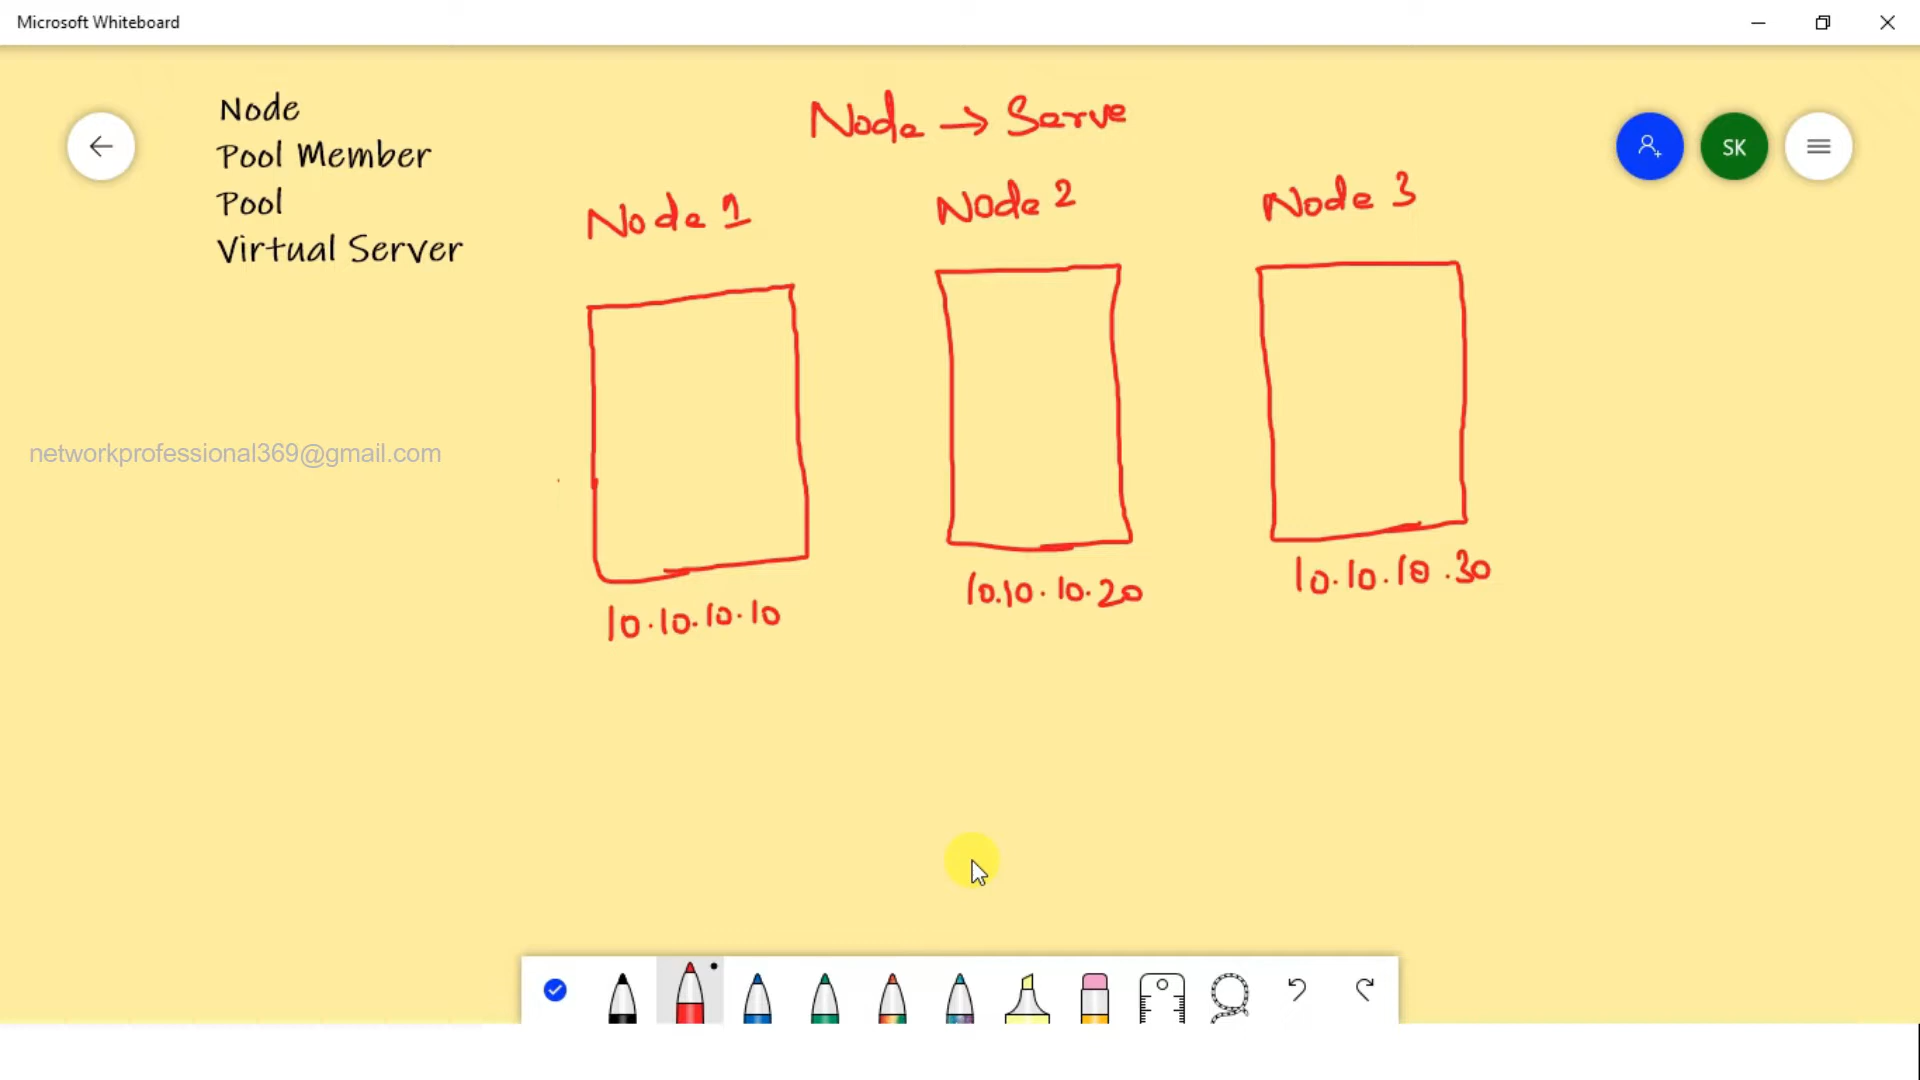 Microsoft Whiteboard
Node
Pool Member
Pool
Virtual Server
Node → Serve
SK
Node 1
Node 2
Node 3
networkprofessional369@gmail.com
10.10.10.10
10.10.10.20
10.10.10.30